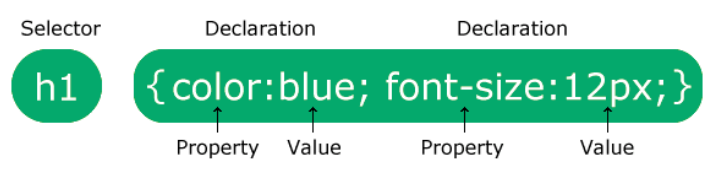 Selector Declaration Declaration
h1 {color:blue; font-size:12px;}
Property Value Property Value